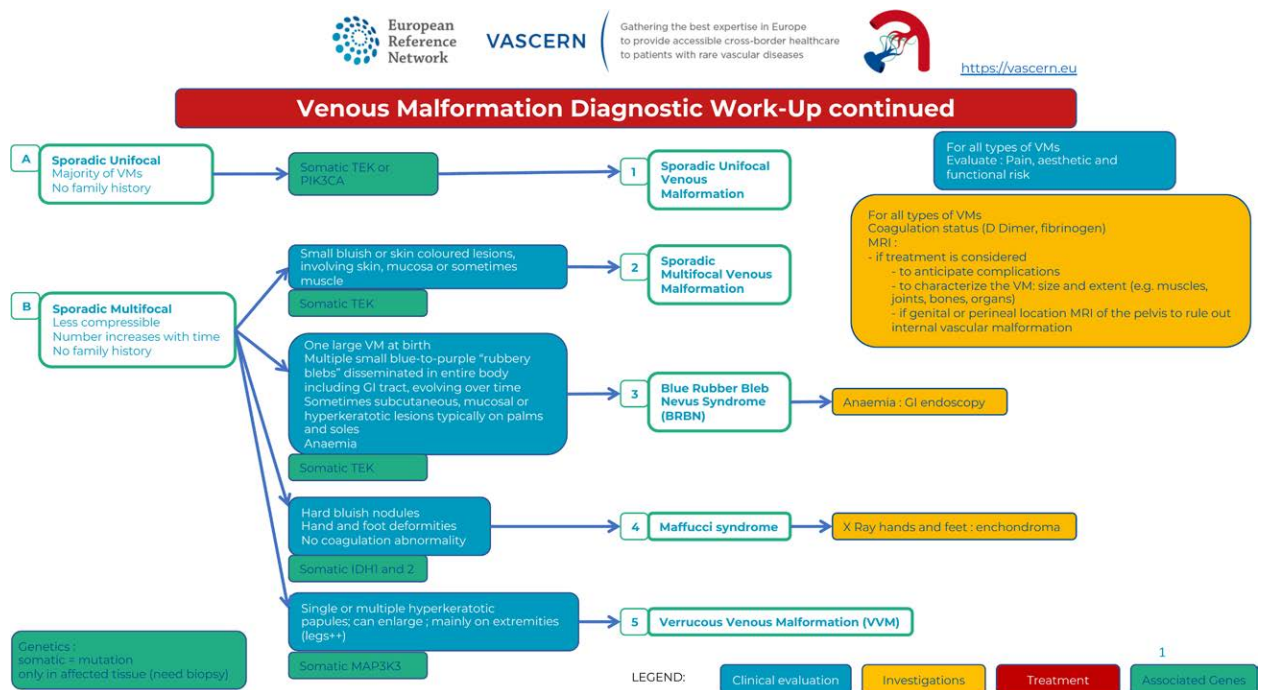 European
Reference
Network
VASCERN
Gathering the best expertise in Europe
to provide accessible cross-border healthcare
to patients with rare vascular diseases
https://vascern.eu
Venous Malformation Diagnostic Work-Up continued
A
Sporadic Unifocal
Majority of VMs
No family history
Somatic TEK or
PIK3CA
1
Sporadic Unifocal
Venous
Malformation
For all types of VMs
Evaluate : Pain, aesthetic and
functional risk
For all types of VMs
Coagulation status (D Dimer, fibrinogen)
MRI :
- if treatment is considered
- to anticipate complications
- to characterize the VM: size and extent (e.g. muscles,
joints, bones, organs)
- if genital or perineal location MRI of the pelvis to rule out
internal vascular malformation
B
Sporadic Multifocal
Less compressible
Number increases with time
No family history
Small bluish or skin coloured lesions,
involving skin, mucosa or sometimes
muscle
Somatic TEK
2
Sporadic
Multifocal Venous
Malformation
One large VM at birth
Multiple small blue-to-purple “rubbery
blebs” disseminated in entire body
including GI tract, evolving over time
Sometimes subcutaneous, mucosal or
hyperkeratotic lesions typically on palms
and soles
Anaemia
Somatic TEK
3
Blue Rubber Bleb
Nevus Syndrome
(BRBN)
Anaemia : GI endoscopy
Hard bluish nodules
Hand and foot deformities
No coagulation abnormality
Somatic IDH1 and 2
4
Maffucci syndrome
X Ray hands and feet : enchondroma
Single or multiple hyperkeratotic
papules; can enlarge ; mainly on extremities
(legs++)
Somatic MAP3K3
5
Verrucous Venous Malformation (VVM)
Genetics :
somatic = mutation
only in affected tissue (need biopsy)
1
LEGEND:
Clinical evaluation
Investigations
Treatment
Associated Genes